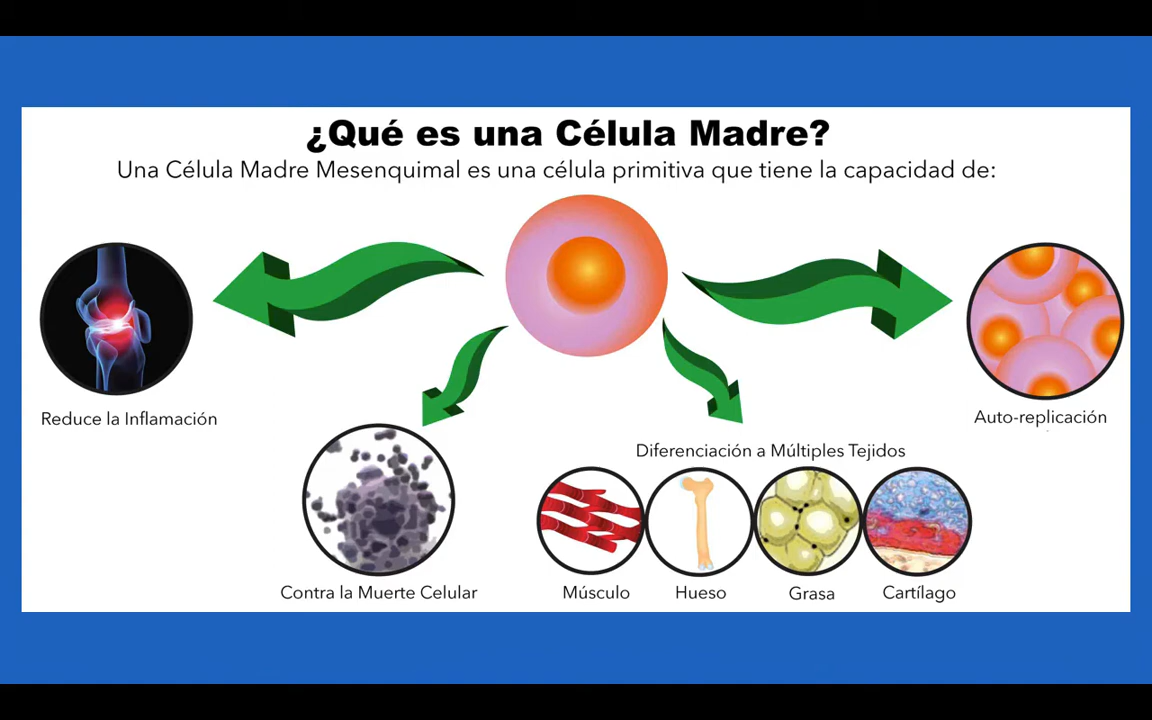 ¿Qué es una Célula Madre?
Una Célula Madre Mesenquimal es una célula primitiva que tiene la capacidad de:
Reduce la Inflamación
Auto-replicación
Contra la Muerte Celular
Diferenciación a Múltiples Tejidos
Músculo
Hueso
Grasa
Cartílago